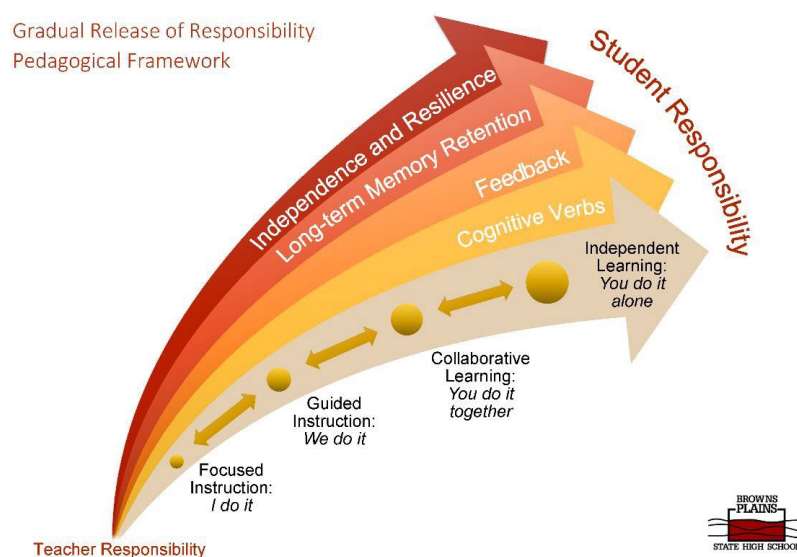 Gradual Release of Responsibility
Pedagogical Framework
Student Responsibility
Independence and Resilience
Long-term Memory Retention
Feedback
Cognitive Verbs
Independent
Learning:
You do it
alone
Collaborative
Learning:
You do it
together
Guided
Instruction:
We do it
Focused
Instruction:
I do it
Teacher Responsibility
BROWNS
PLAINS
STATE HIGH SCHOOL